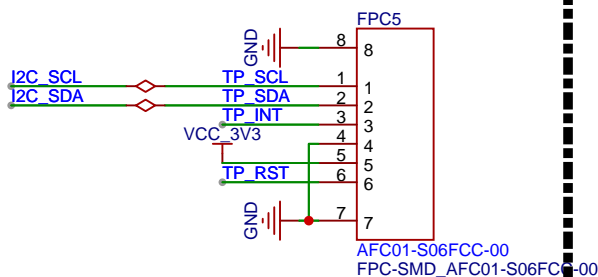 FPC5
GND 8 8
I2C_SCL TP_SCL 1 1
I2C_SDA TP_SDA 2 2
TP_INT 3 3
VCC_3V3 4 4
5 5
TP_RST 6 6
GND 7 7
AFC01-S06FCC-00
FPC-SMD_AFC01-S06FCC-00